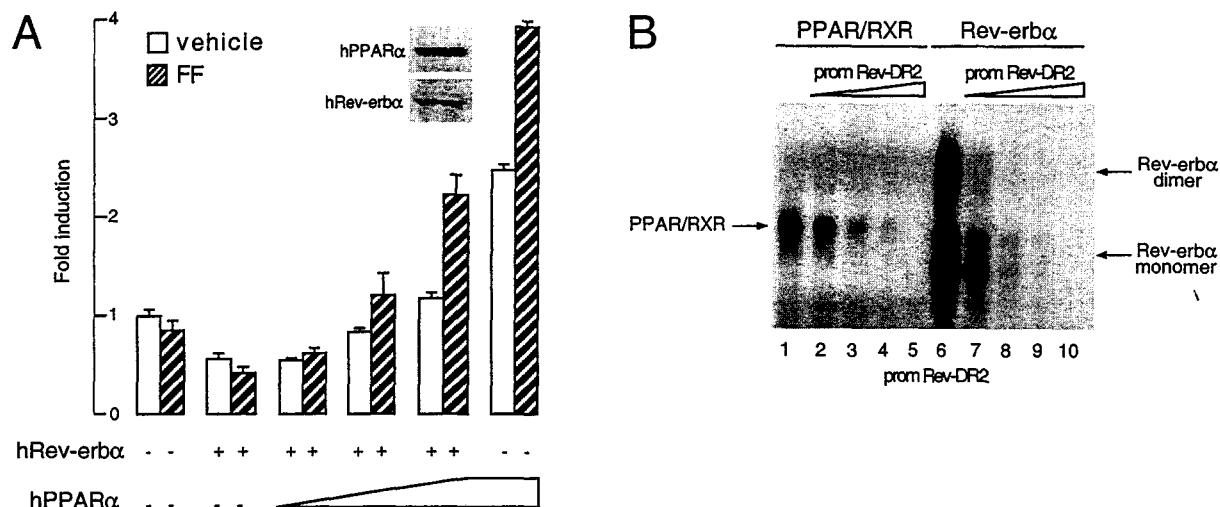 A
vehicle
FF
4
3
2
1
0
Fold induction
hPPARα
hRev-erbα
hRev-erbα - - + + + + + + + + - -
hPPARα - - - -
B
PPAR/RXR Rev-erbα
prom Rev-DR2 prom Rev-DR2
PPAR/RXR
Rev-erbα
dimer
Rev-erbα
monomer
1 2 3 4 5 6 7 8 9 10
prom Rev-DR2